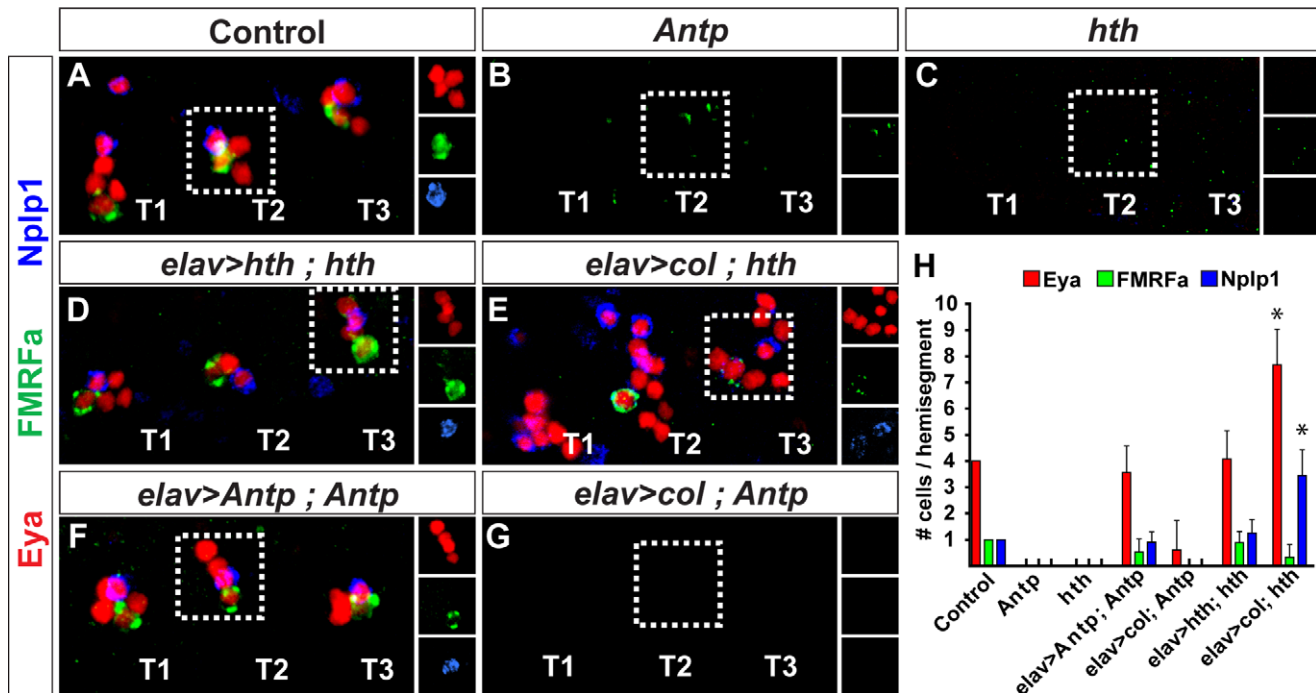 Control
Antp
hth
Eya FMRFa Nplp1
A
T1 T2 T3
B
T1 T2 T3
C
T1 T2 T3
elav>hth ; hth
elav>col ; hth
D
T1 T2 T3
E
T1 T2 T3
elav>Antp ; Antp
elav>col ; Antp
F
T1 T2 T3
G
T1 T2 T3
H
Eya FMRFa Nplp1
# cells / hemisegment
10
9
8
7
6
5
4
3
2
1
* *
Control
Antp
hth
elav>Antp; Antp
elav>col; Antp
elav>hth; hth
elav>col; hth